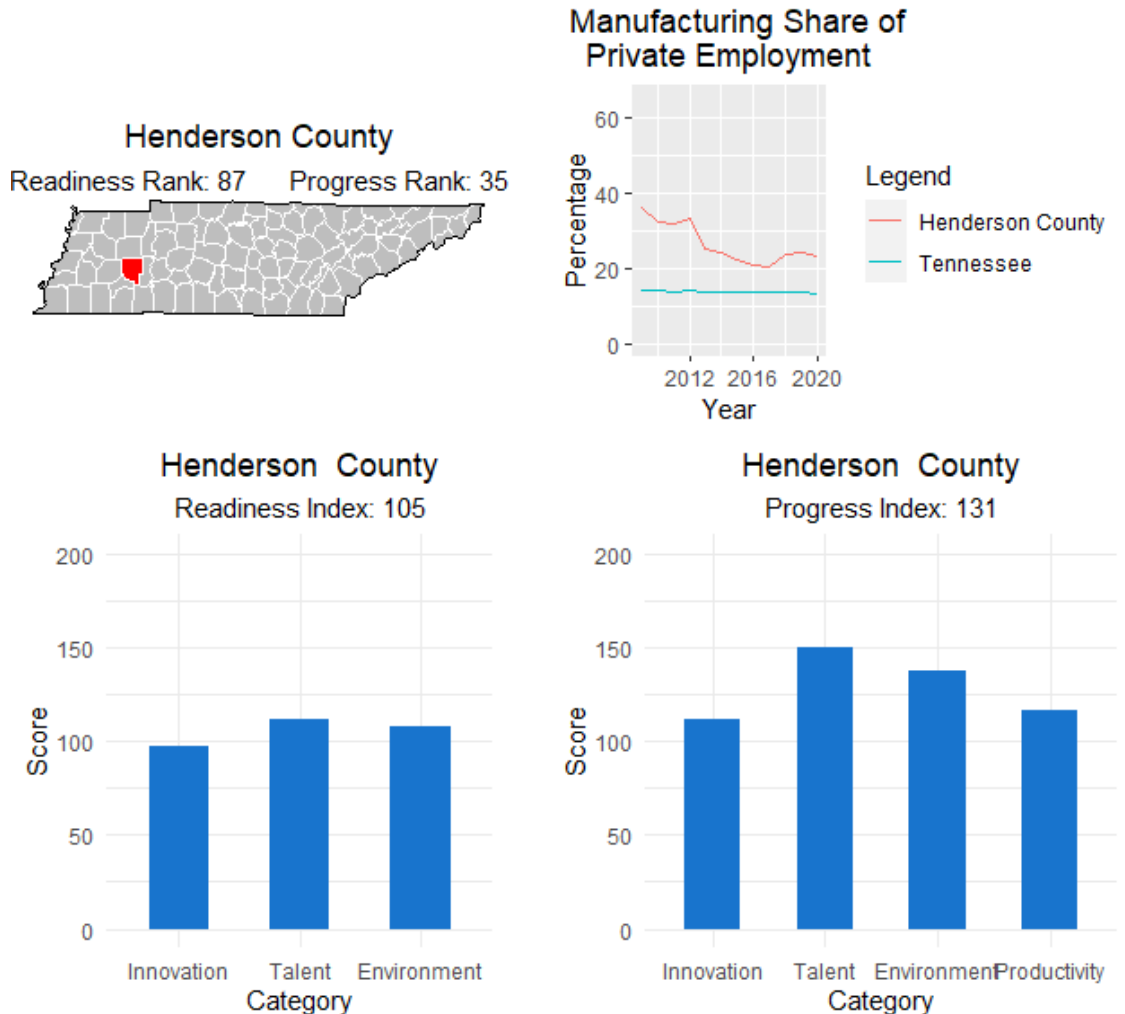 Henderson County
Readiness Rank: 87 Progress Rank: 35
Manufacturing Share of
Private Employment
60
40
20
0
Percentage
2012 2016 2020
Year
Legend
Henderson County
Tennessee
Henderson County
Readiness Index: 105
200
150
100
50
0
Score
Innovation Talent Environment
Category
Henderson County
Progress Index: 131
200
150
100
50
0
Score
Innovation Talent Environment Productivity
Category